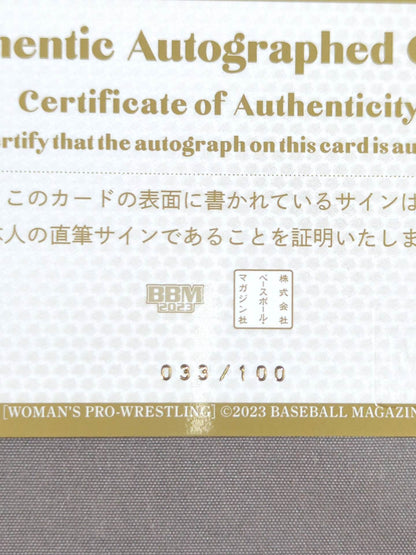 hentic Autographed C
Certificate of Authenticity
ertify that the autograph on this card is au
このカードの表面に書かれているサインは
本人の直筆サインであることを証明いたしま
BBM
2023
株式会社
ベースボール・
マガジン社
033/100
[WOMAN'S PRO-WRESTLING] ©2023 BASEBALL MAGAZIN